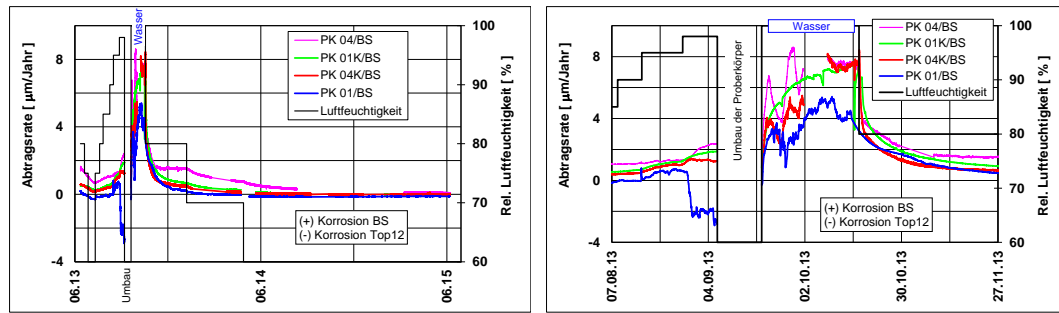 Abtragsrate [ µm/Jahr]
8
4
0
-4
Wasser
PK 04/BS
PK 01K/BS
PK 04K/BS
PK 01/BS
Luftfeuchtigkeit
(+) Korrosion BS
(-) Korrosion Top12
100
90
80
70
60
Rel. Luftfeuchtigkeit [ % ]
06.13
Umbau
06.14
06.15
Abtragsrate [ µm/Jahr]
8
4
0
-4
Wasser
Umbau der Proberkörper
PK 04/BS
PK 01K/BS
PK 04K/BS
PK 01/BS
Luftfeuchtigkeit
(+) Korrosion BS
(-) Korrosion Top12
100
90
80
70
60
Rel. Luftfeuchtigkeit [ % ]
07.08.13
04.09.13
02.10.13
30.10.13
27.11.13